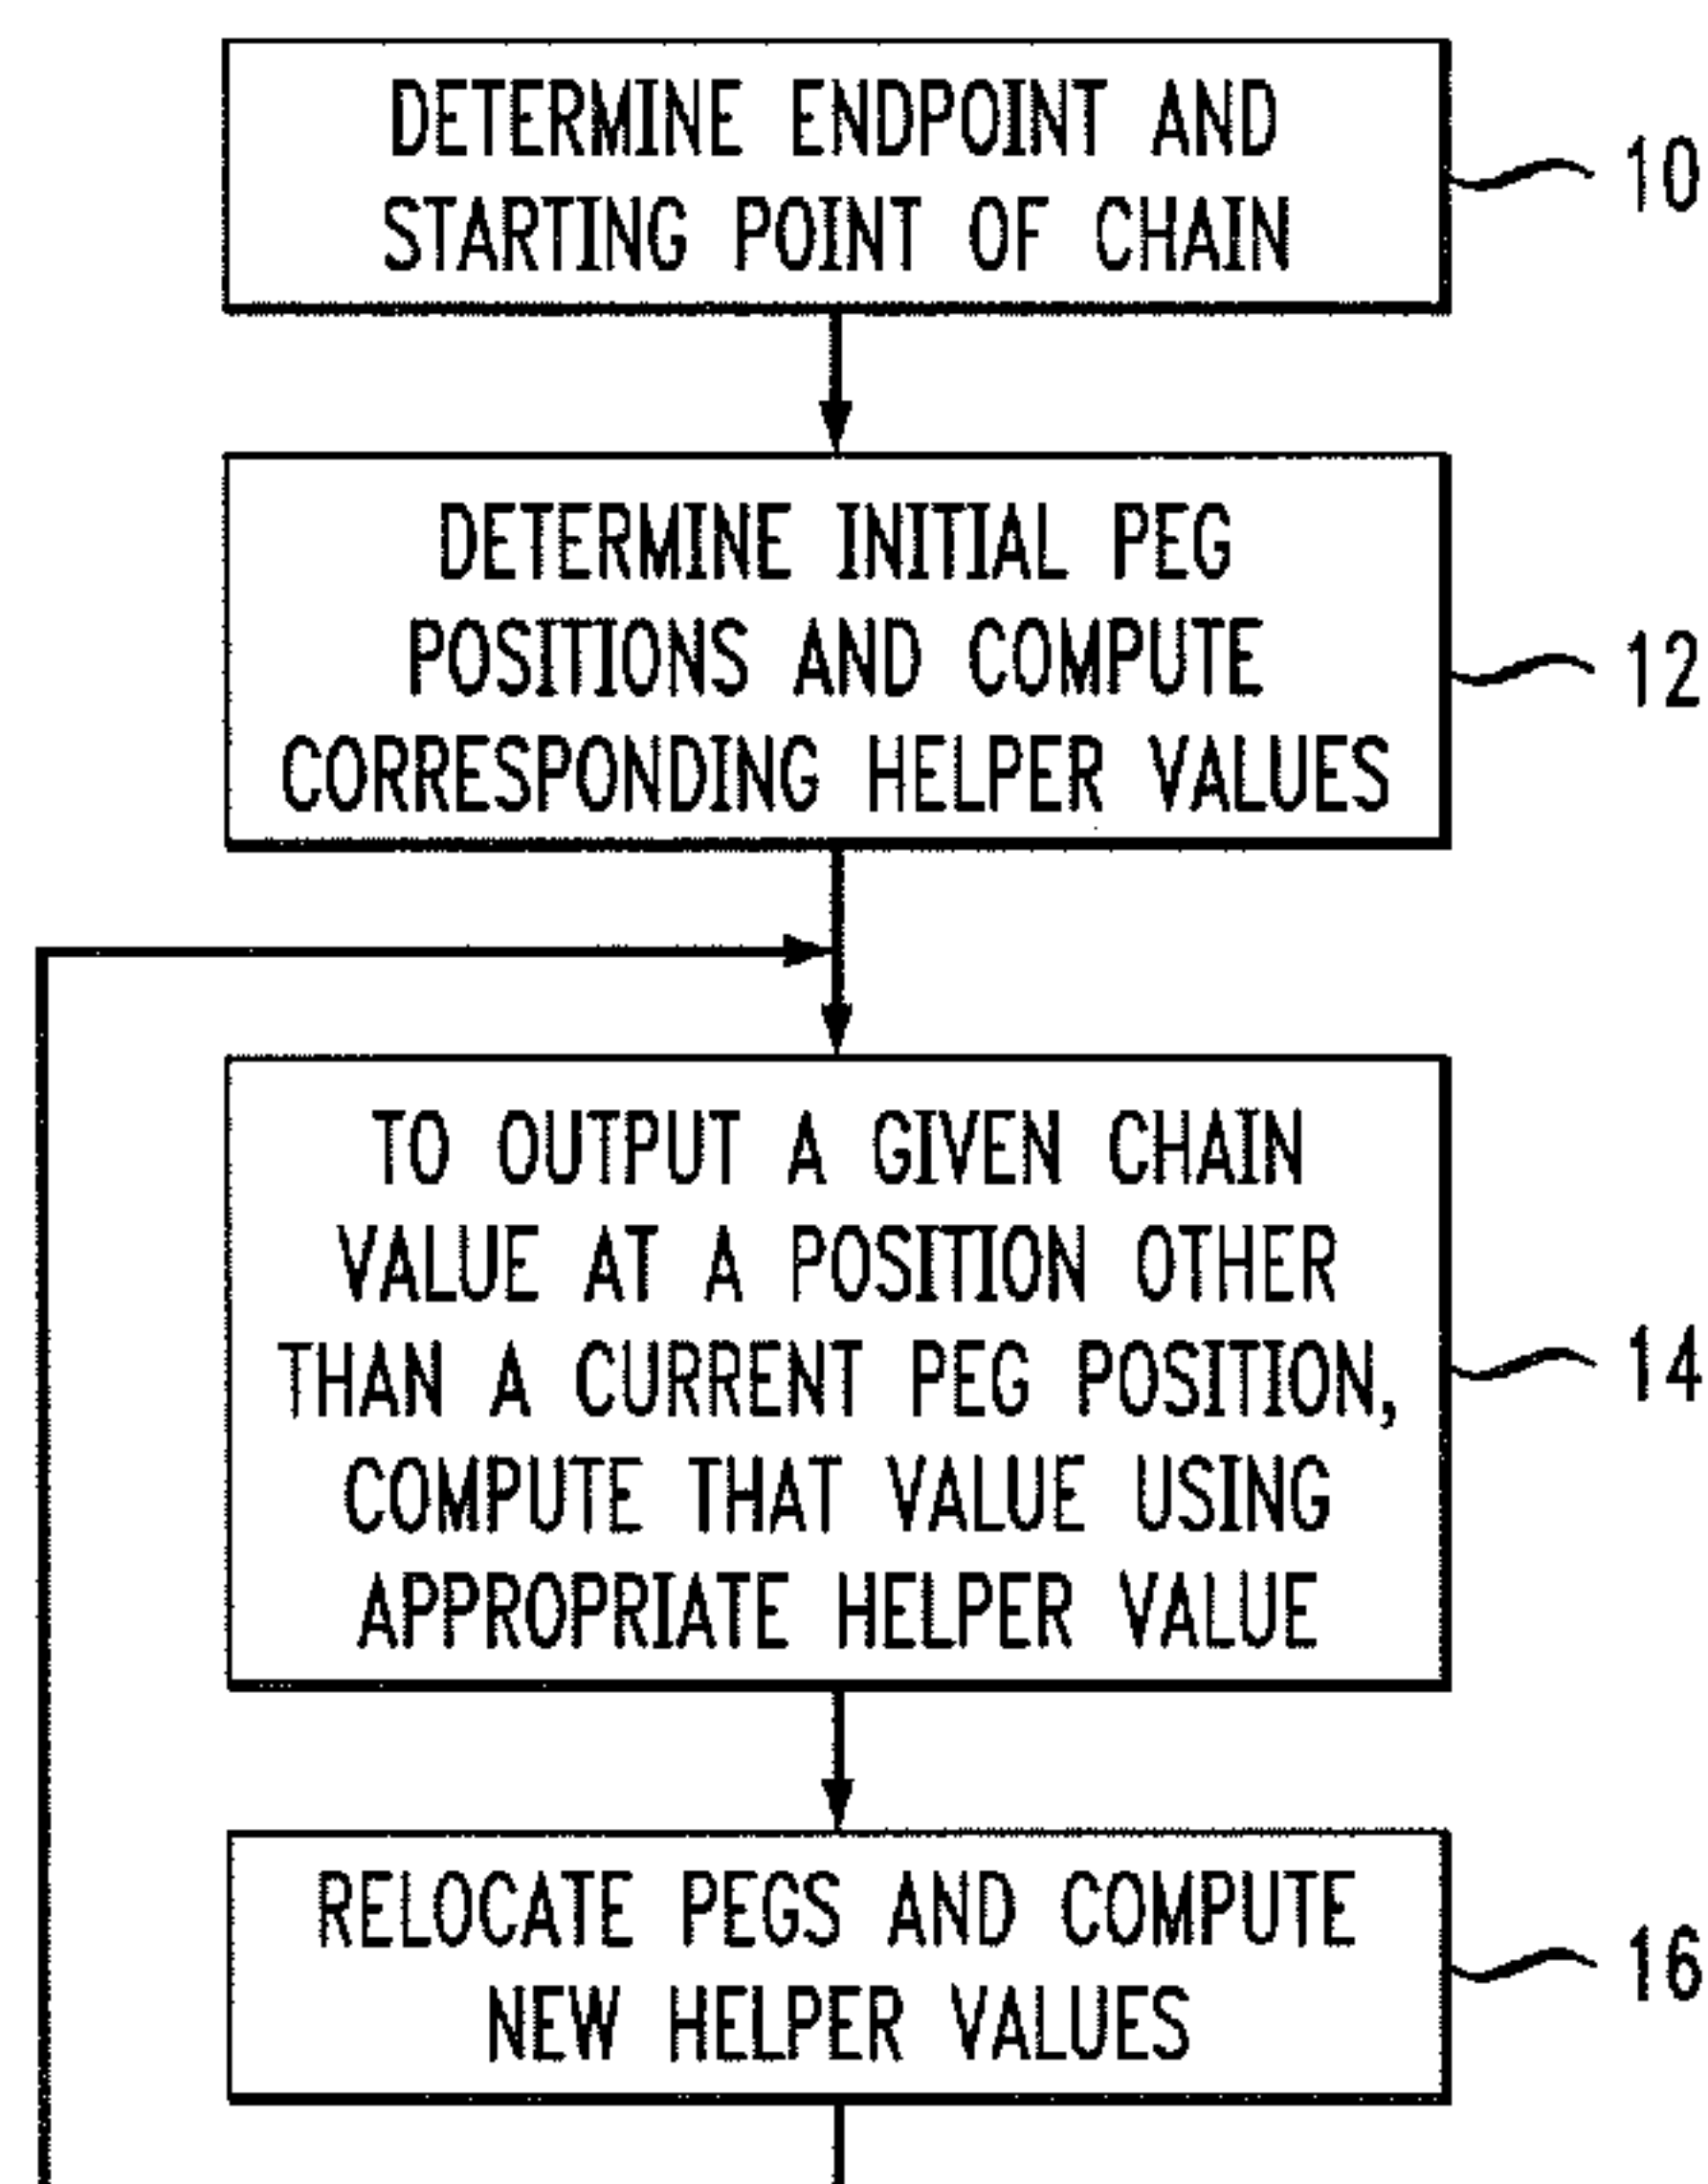 DETERMINE ENDPOINT AND
STARTING POINT OF CHAIN
10
DETERMINE INITIAL PEG
POSITIONS AND COMPUTE
CORRESPONDING HELPER VALUES
12
TO OUTPUT A GIVEN CHAIN
VALUE AT A POSITION OTHER
THAN A CURRENT PEG POSITION,
COMPUTE THAT VALUE USING
APPROPRIATE HELPER VALUE
14
RELOCATE PEGS AND COMPUTE
NEW HELPER VALUES
16